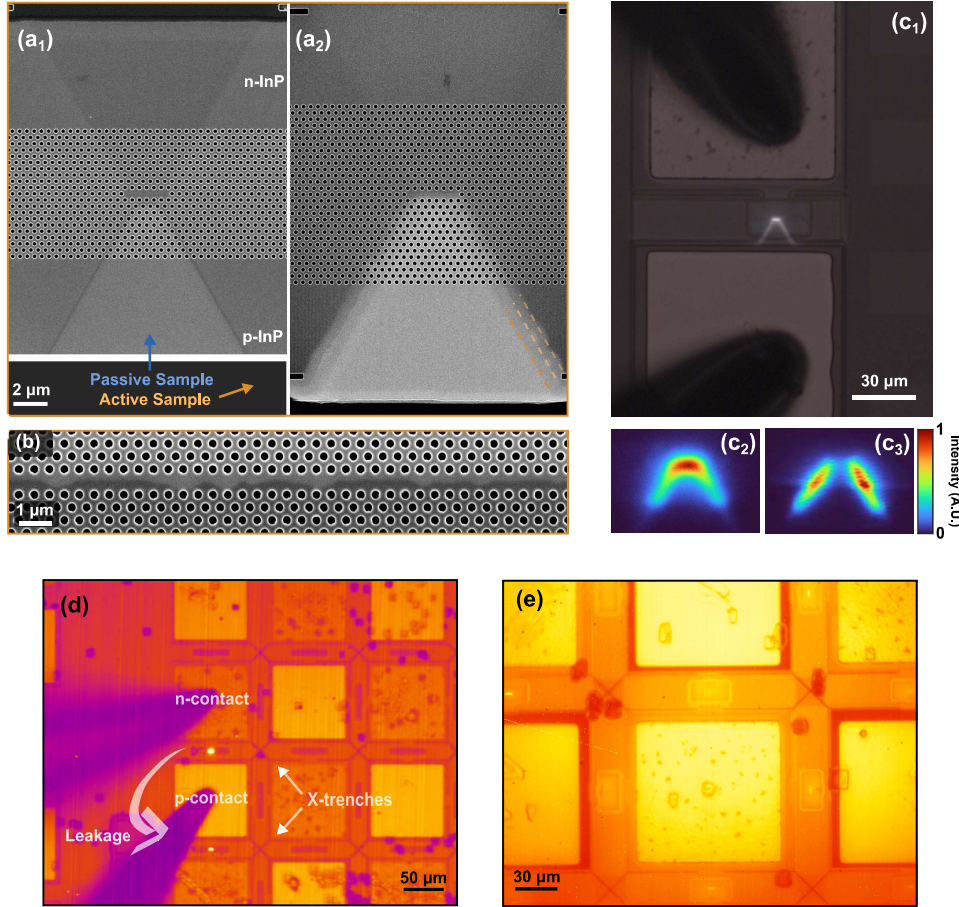 (a₁)
n-InP
p-InP
Passive Sample
Active Sample
2 µm
(a₂)
(b)
1 µm
(c₁)
30 µm
(c₂)
(c₃)
1
Intensity (A.U.)
0
(d)
n-contact
p-contact
X-trenches
Leakage
50 µm
(e)
30 µm